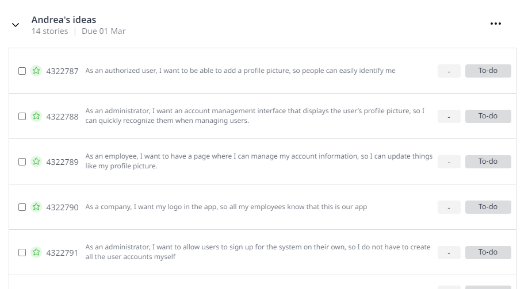 Andrea's ideas
14 stories | Due 01 Mar
4322787 As an authorized user, I want to be able to add a profile picture, so people can easily identify me - To-do
4322788 As an administrator, I want an account management interface that displays the user's profile picture, so I
can quickly recognize them when managing users. - To-do
4322789 As an employee, I want to have a page where I can manage my account information, so I can update things
like my profile picture. - To-do
4322790 As a company, I want my logo in the app, so all my employees know that this is our app - To-do
4322791 As an administrator, I want to allow users to sign up for the system on their own, so I do not have to create
all the user accounts myself - To-do